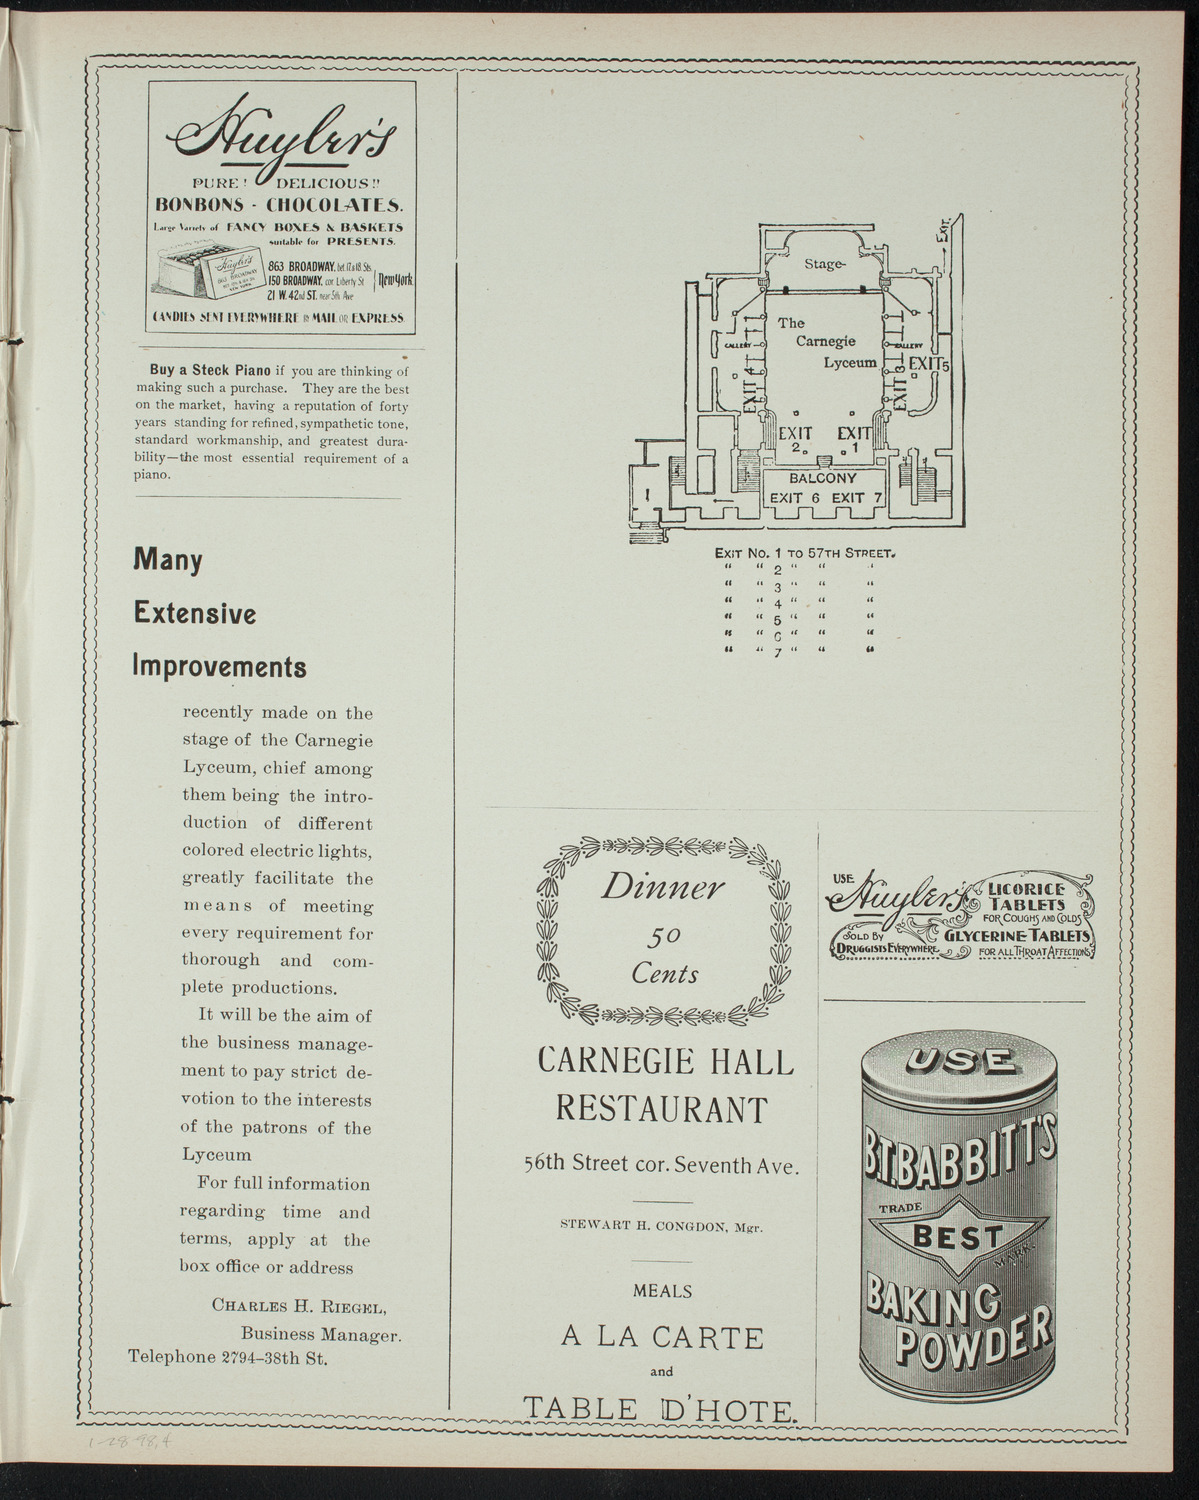 Huyler's
PURE! DELICIOUS!!
BONBONS - CHOCOLATES.
Large Variety of FANCY BOXES & BASKETS
suitable for PRESENTS.
Huyler's
863 BROADWAY
NEW YORK
863 BROADWAY, bet. 17 & 18 Sts.
150 BROADWAY, cor Liberty St
21 W. 42nd ST. near 5th Ave
New York
CANDIES SENT EVERYWHERE BY MAIL OR EXPRESS.
Buy a Steck Piano if you are thinking of
making such a purchase. They are the best
on the market, having a reputation of forty
years standing for refined, sympathetic tone,
standard workmanship, and greatest dura-
bility—the most essential requirement of a
piano.
Many
Extensive
Improvements
recently made on the
stage of the Carnegie
Lyceum, chief among
them being the intro-
duction of different
colored electric lights,
greatly facilitate the
means of meeting
every requirement for
thorough and com-
plete productions.
It will be the aim of
the business manage-
ment to pay strict de-
votion to the interests
of the patrons of the
Lyceum
For full information
regarding time and
terms, apply at the
box office or address
CHARLES H. RIEGEL,
Business Manager.
Telephone 2794-38th St.
EXIT.
Stage
The
Carnegie
Lyceum
GALLERY
GALLERY
EXIT 4
EXIT 3
EXIT 5
EXIT 2
EXIT 1
BALCONY
EXIT 6 EXIT 7
EXIT NO. 1 TO 57TH STREET.
“ “ 2 “ “ “
“ “ 3 “ “ “
“ “ 4 “ “ “
“ “ 5 “ “ “
“ “ 6 “ “ “
“ “ 7 “ “ “
Dinner
50
Cents
CARNEGIE HALL
RESTAURANT
56th Street cor. Seventh Ave.
STEWART H. CONGDON, Mgr.
MEALS
A LA CARTE
and
TABLE D'HOTE.
USE
Huyler's
LICORICE
TABLETS
FOR COUGHS AND COLDS
GLYCERINE TABLETS
FOR ALL THROAT AFFECTIONS
SOLD BY
DRUGGISTS EVERYWHERE
USE
B.T. BABBITT'S
TRADE
BEST
MARK.
BAKING
POWDER
1-28-98,4